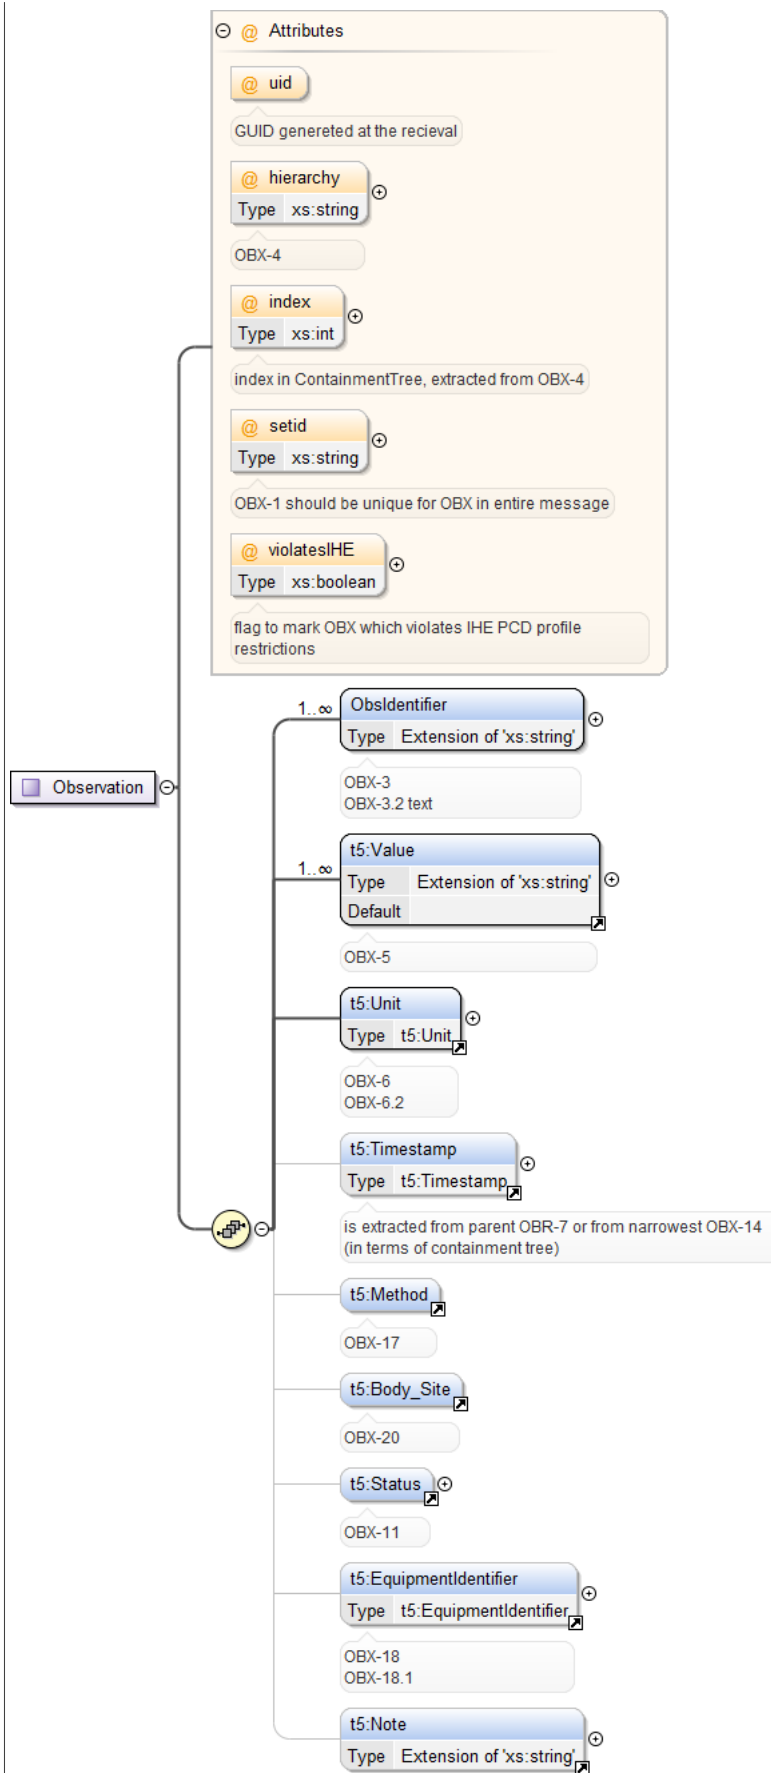 @ Attributes
@ uid
GUID genereted at the recieval
@ hierarchy
Type xs:string
OBX-4
@ index
Type xs:int
index in ContainmentTree, extracted from OBX-4
@ setid
Type xs:string
OBX-1 should be unique for OBX in entire message
@ violatesIHE
Type xs:boolean
flag to mark OBX which violates IHE PCD profile
restrictions
Observation
1..∞
ObsIdentifier
Type Extension of 'xs:string'
OBX-3
OBX-3.2 text
1..∞
t5:Value
Type Extension of 'xs:string'
Default
OBX-5
t5:Unit
Type t5:Unit
OBX-6
OBX-6.2
t5:Timestamp
Type t5:Timestamp
is extracted from parent OBR-7 or from narrowest OBX-14
(in terms of containment tree)
t5:Method
OBX-17
t5:Body_Site
OBX-20
t5:Status
OBX-11
t5:EquipmentIdentifier
Type t5:EquipmentIdentifier
OBX-18
OBX-18.1
t5:Note
Type Extension of 'xs:string'